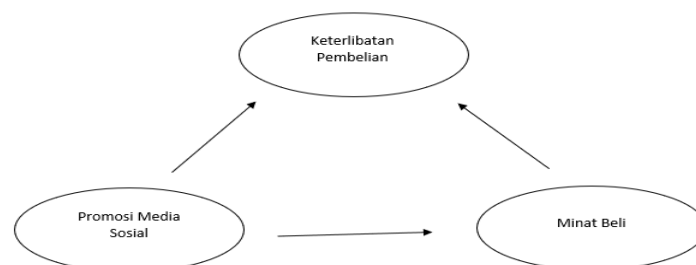 Keterlibatan
Pembelian
Promosi Media
Sosial
Minat Beli